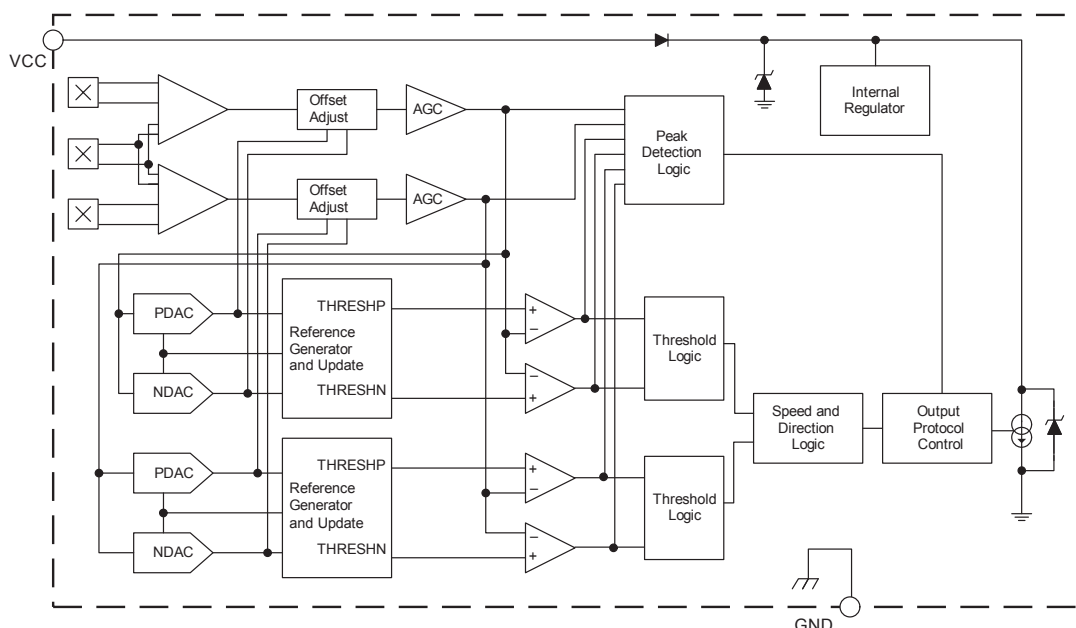 VCC
Offset
Adjust
AGC
Peak
Detection
Logic
Internal
Regulator
Offset
Adjust
AGC
PDAC
NDAC
THRESHP
Reference
Generator
and Update
THRESHN
+
−
−
+
Threshold
Logic
Speed and
Direction
Logic
Output
Protocol
Control
PDAC
NDAC
THRESHP
Reference
Generator
and Update
THRESHN
+
−
−
+
Threshold
Logic
GND